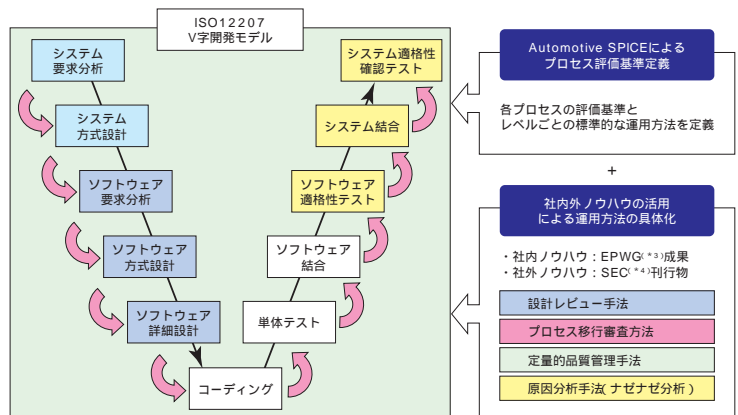 ISO12207
V字開発モデル
システム
要求分析
システム
方式設計
ソフトウェア
要求分析
ソフトウェア
方式設計
ソフトウェア
詳細設計
コーディング
単体テスト
ソフトウェア
結合
ソフトウェア
適格性テスト
システム結合
システム適格性
確認テスト
Automotive SPICEによる
プロセス評価基準定義
各プロセスの評価基準と
レベルごとの標準的な運用方法を定義
+
社内外ノウハウの活用
による運用方法の具体化
・社内ノウハウ：EPWG(*3)成果
・社外ノウハウ：SEC(*4)刊行物
設計レビュー手法
プロセス移行審査方法
定量的品質管理手法
原因分析手法(ナゼナゼ分析)